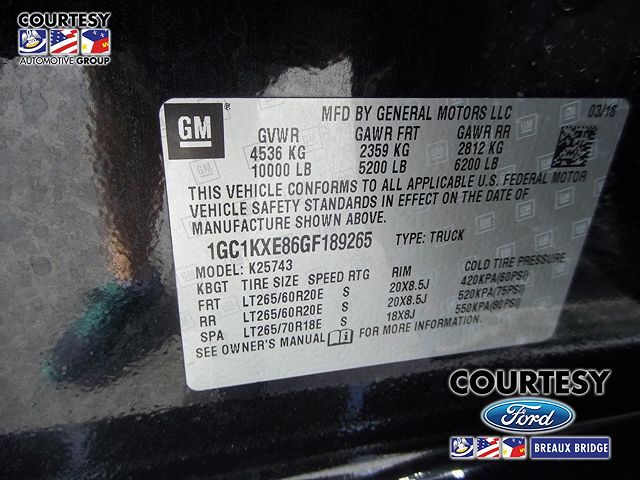 COURTESY
AUTOMOTIVE GROUP
GM
MFD BY GENERAL MOTORS LLC 03/16
GVWR GAWR FRT GAWR RR
4536 KG 2359 KG 2812 KG
10000 LB 5200 LB 6200 LB
THIS VEHICLE CONFORMS TO ALL APPLICABLE U.S. FEDERAL MOTOR
VEHICLE SAFETY STANDARDS IN EFFECT ON THE DATE OF
MANUFACTURE SHOWN ABOVE.
1GC1KXE86GF189265 TYPE: TRUCK
MODEL: K25743
KBGT TIRE SIZE SPEED RTG RIM COLD TIRE PRESSURE
FRT LT265/60R20E S 20X8.5J 420KPA(60PSI)
RR LT265/60R20E S 20X8.5J 520KPA(75PSI)
SPA LT265/70R18E S 18X8J 550KPA(80PSI)
SEE OWNER'S MANUAL FOR MORE INFORMATION.
COURTESY
Ford
BREAUX BRIDGE